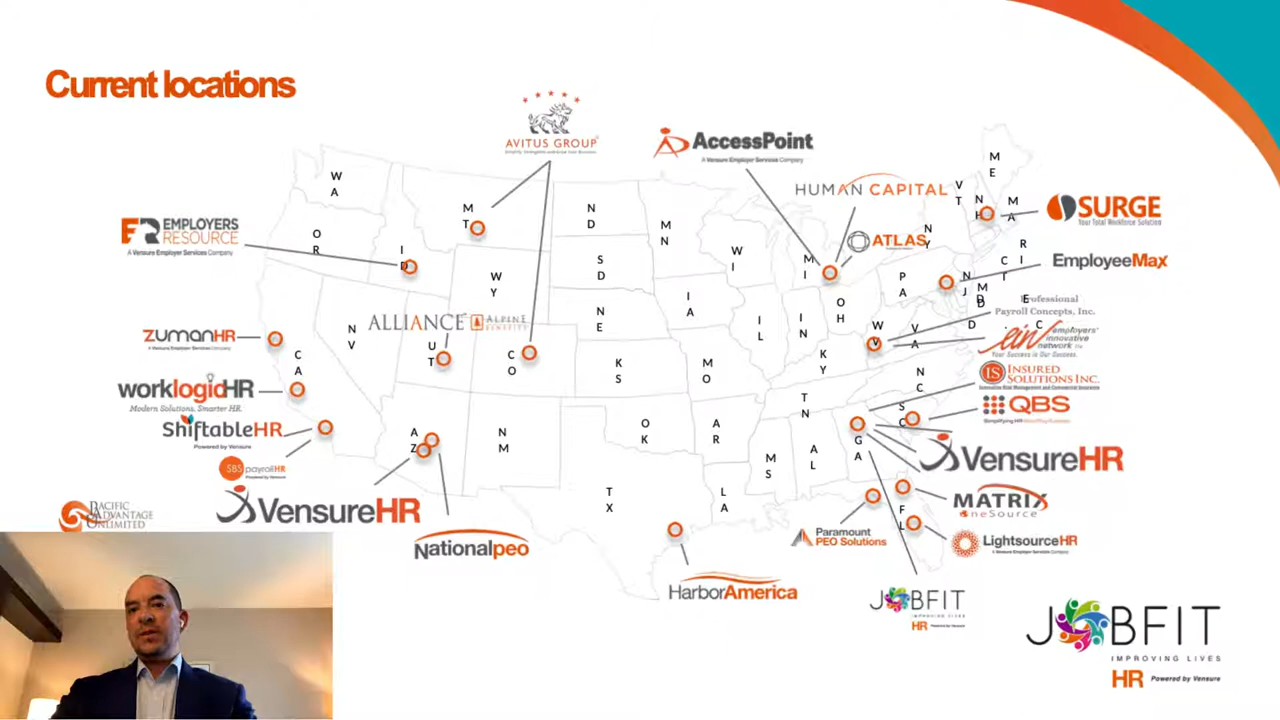 Current locations
AVITUS GROUP
AccessPoint
A Vensure Employer Services Company
HUMAN CAPITAL
ATLAS
SURGE
Your Total Workforce Solution
EmployeeMax
EMPLOYERS
RESOURCE
A Vensure Employer Services Company
ALLIANCE
ALPINE
BENEFITS
ZUMANHR
A Vensure Employer Services Company
worklogicHR
Modern Solutions, Smarter HR.
ShiftableHR
Powered by Vensure
SBS payrollHR
Powered by Vensure
PACIFIC
ADVANTAGE
UNLIMITED
VensureHR
Nationalpeo
HarborAmerica
Professional
Payroll Concepts, Inc.
ein employers'
innovative
network
Your Success is Our Success.
IS INSURED
SOLUTIONS INC.
QBS
VensureHR
MATRIX
OneSource
Paramount
PEO Solutions
LightsourceHR
A Vensure Employer Services Company
JOBFIT
IMPROVING LIVES
HR Powered by Vensure
JOBFIT
IMPROVING LIVES
HR Powered by Vensure
WA
OR
ID
MT
WY
NV
UT
CO
CA
AZ
NM
ND
SD
NE
KS
OK
TX
MN
IA
MO
AR
LA
WI
IL
MI
IN
OH
KY
TN
MS
AL
GA
FL
SC
NC
VA
WV
PA
NY
VT
NH
ME
MA
RI
CT
NJ
MD
DE
D.C